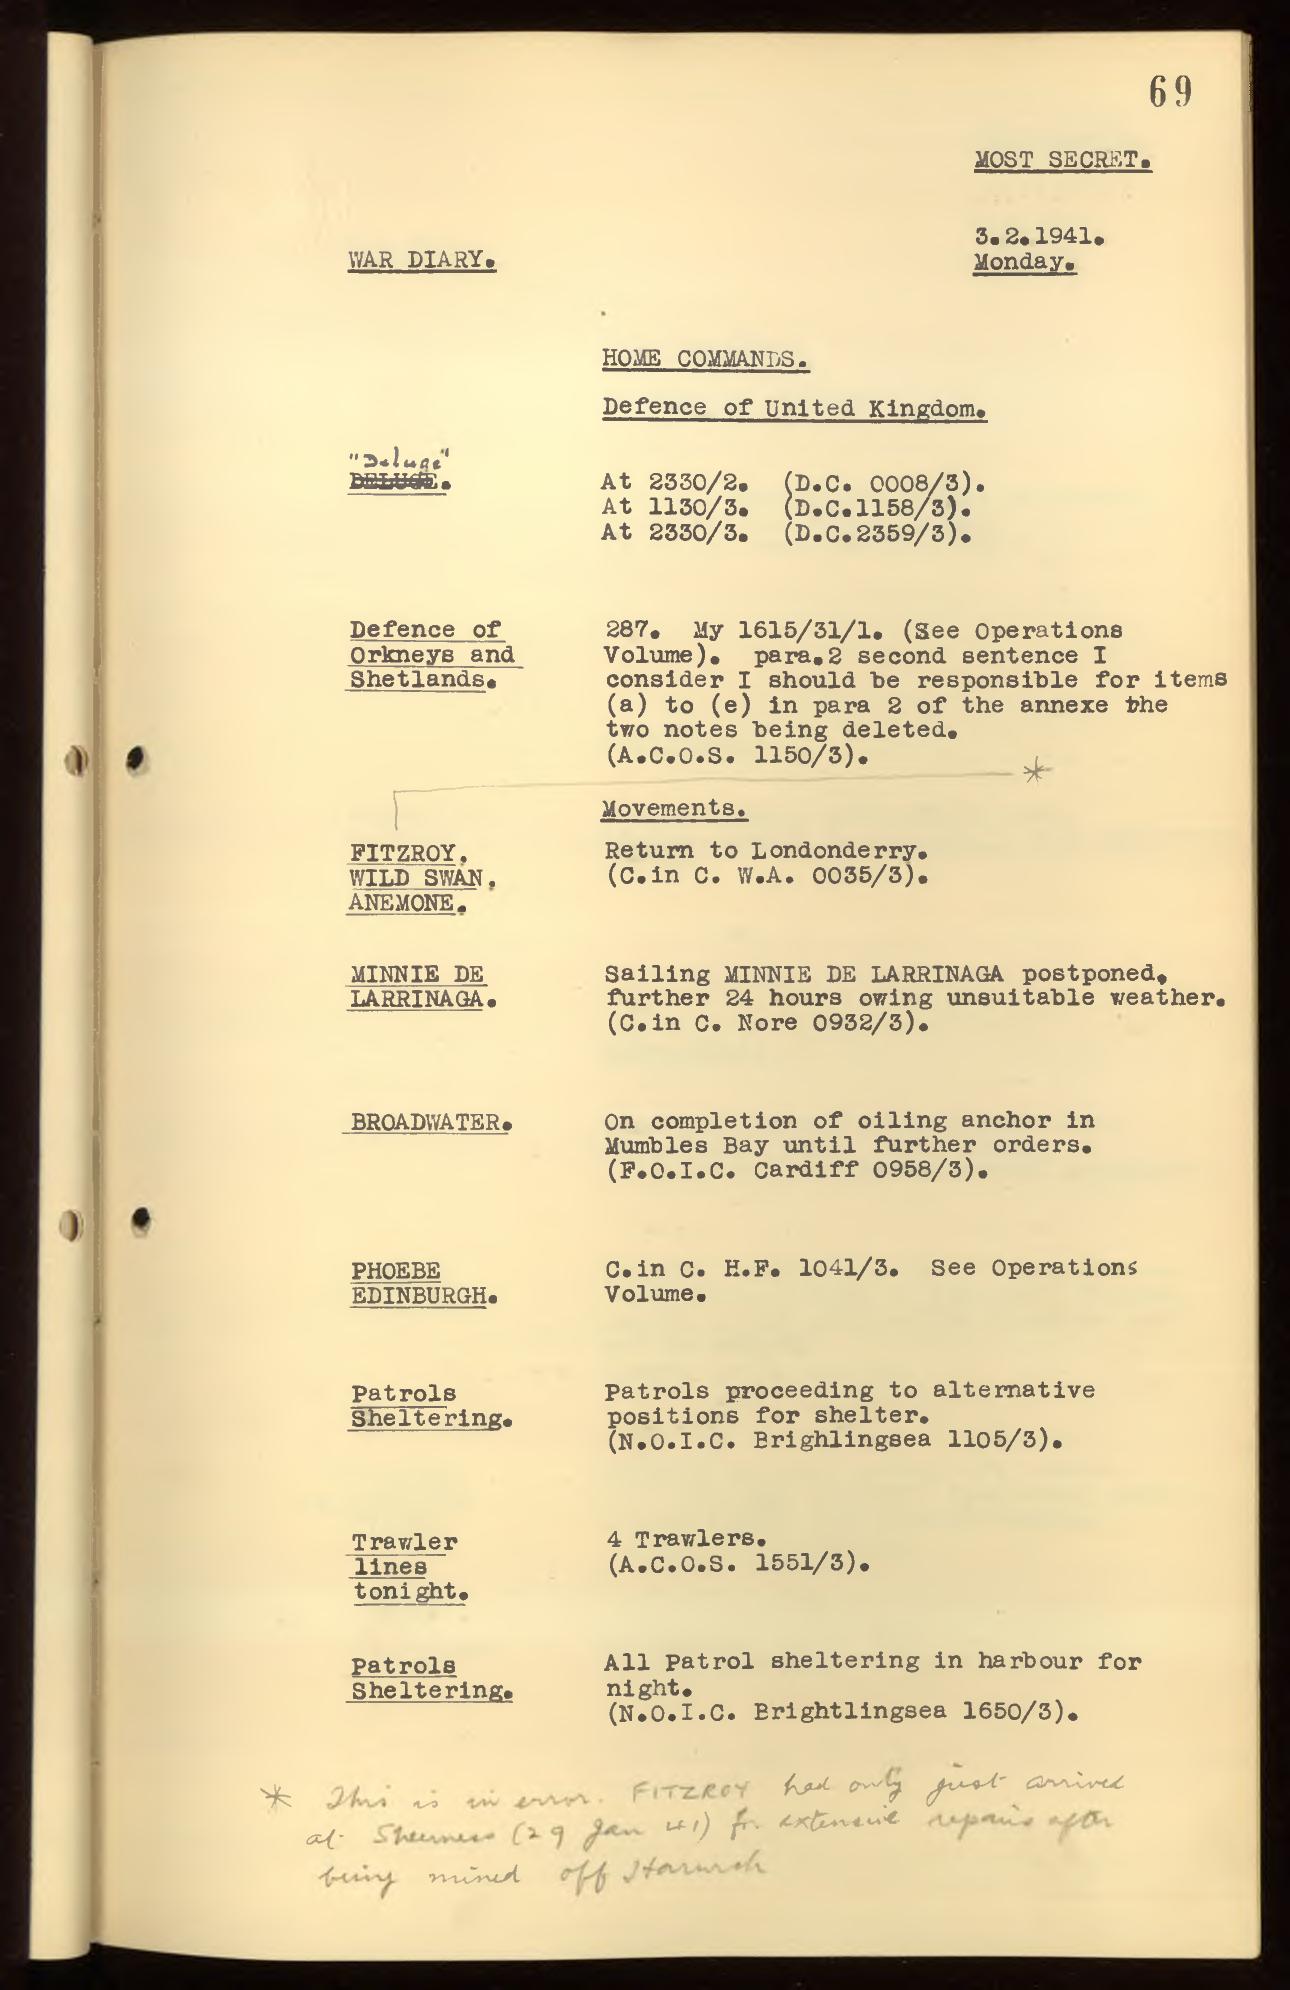 69
MOST SECRET.
3.2.1941.
Monday.
WAR DIARY.
HOME COMMANDS.
Defence of United Kingdom.
"Deluge"
DELUGE.
At 2330/2. (D.C. 0008/3).
At 1130/3. (D.C.1158/3).
At 2330/3. (D.C.2359/3).
Defence of
Orkneys and
Shetlands.
287. My 1615/31/1. (See Operations
Volume). para.2 second sentence I
consider I should be responsible for items
(a) to (e) in para 2 of the annexe the
two notes being deleted.
(A.C.O.S. 1150/3).
*
Movements.
FITZROY.
WILD SWAN.
ANEMONE.
Return to Londonderry.
(C.in C. W.A. 0035/3).
MINNIE DE
LARRINAGA.
Sailing MINNIE DE LARRINAGA postponed,
further 24 hours owing unsuitable weather.
(C.in C. Nore 0932/3).
BROADWATER.
On completion of oiling anchor in
Mumbles Bay until further orders.
(F.O.I.C. Cardiff 0958/3).
PHOEBE
EDINBURGH.
C.in C. H.F. 1041/3. See Operations
Volume.
Patrols
Sheltering.
Patrols proceeding to alternative
positions for shelter.
(N.O.I.C. Brighlingsea 1105/3).
Trawler
lines
tonight.
4 Trawlers.
(A.C.O.S. 1551/3).
Patrols
Sheltering.
All Patrol sheltering in harbour for
night.
(N.O.I.C. Brightlingsea 1650/3).
* This is in error. FITZROY had only just arrived
at Sheerness (29 Jan 41) for extensive repairs after
being mined off Harwich